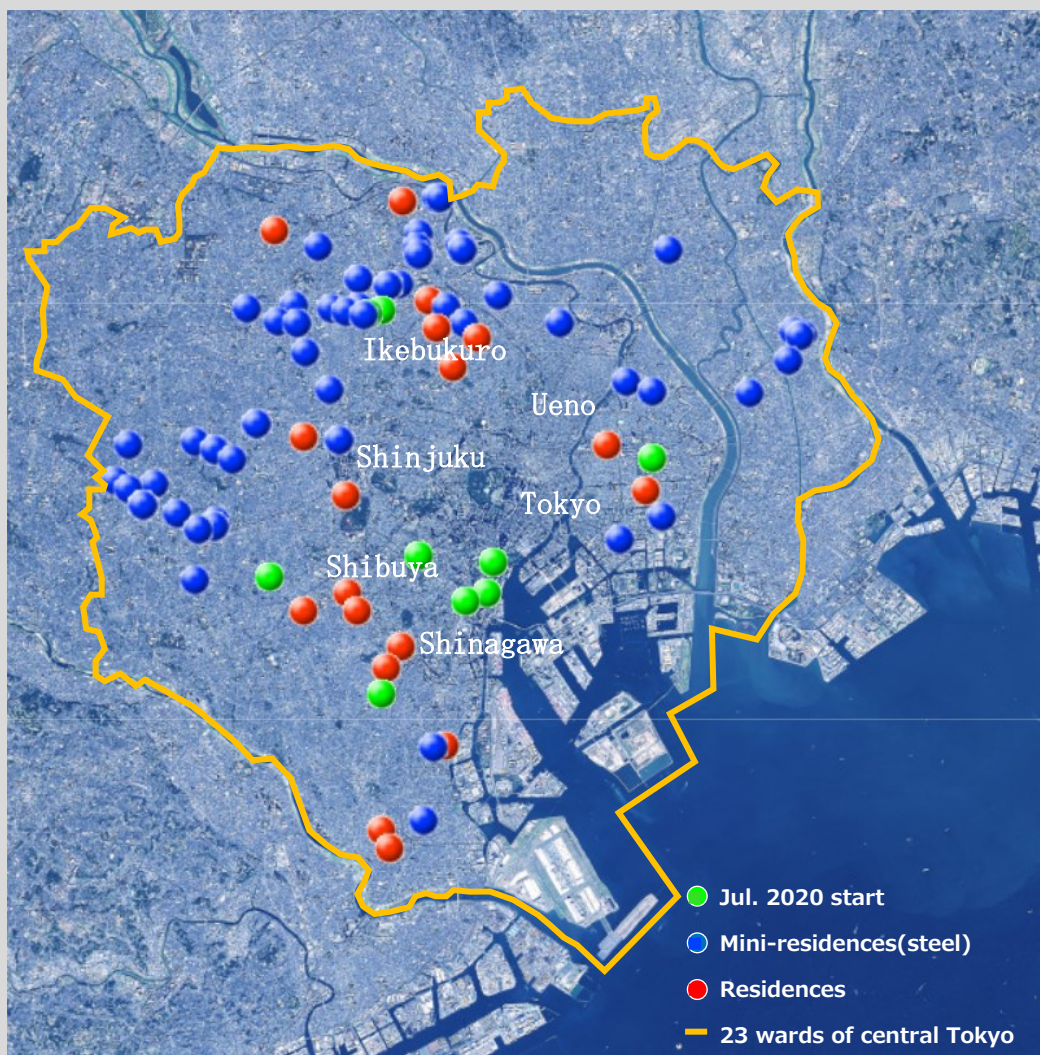 Ikebukuro
Ueno
Shinjuku
Tokyo
Shibuya
Shinagawa
Jul. 2020 start
Mini-residences(steel)
Residences
23 wards of central Tokyo